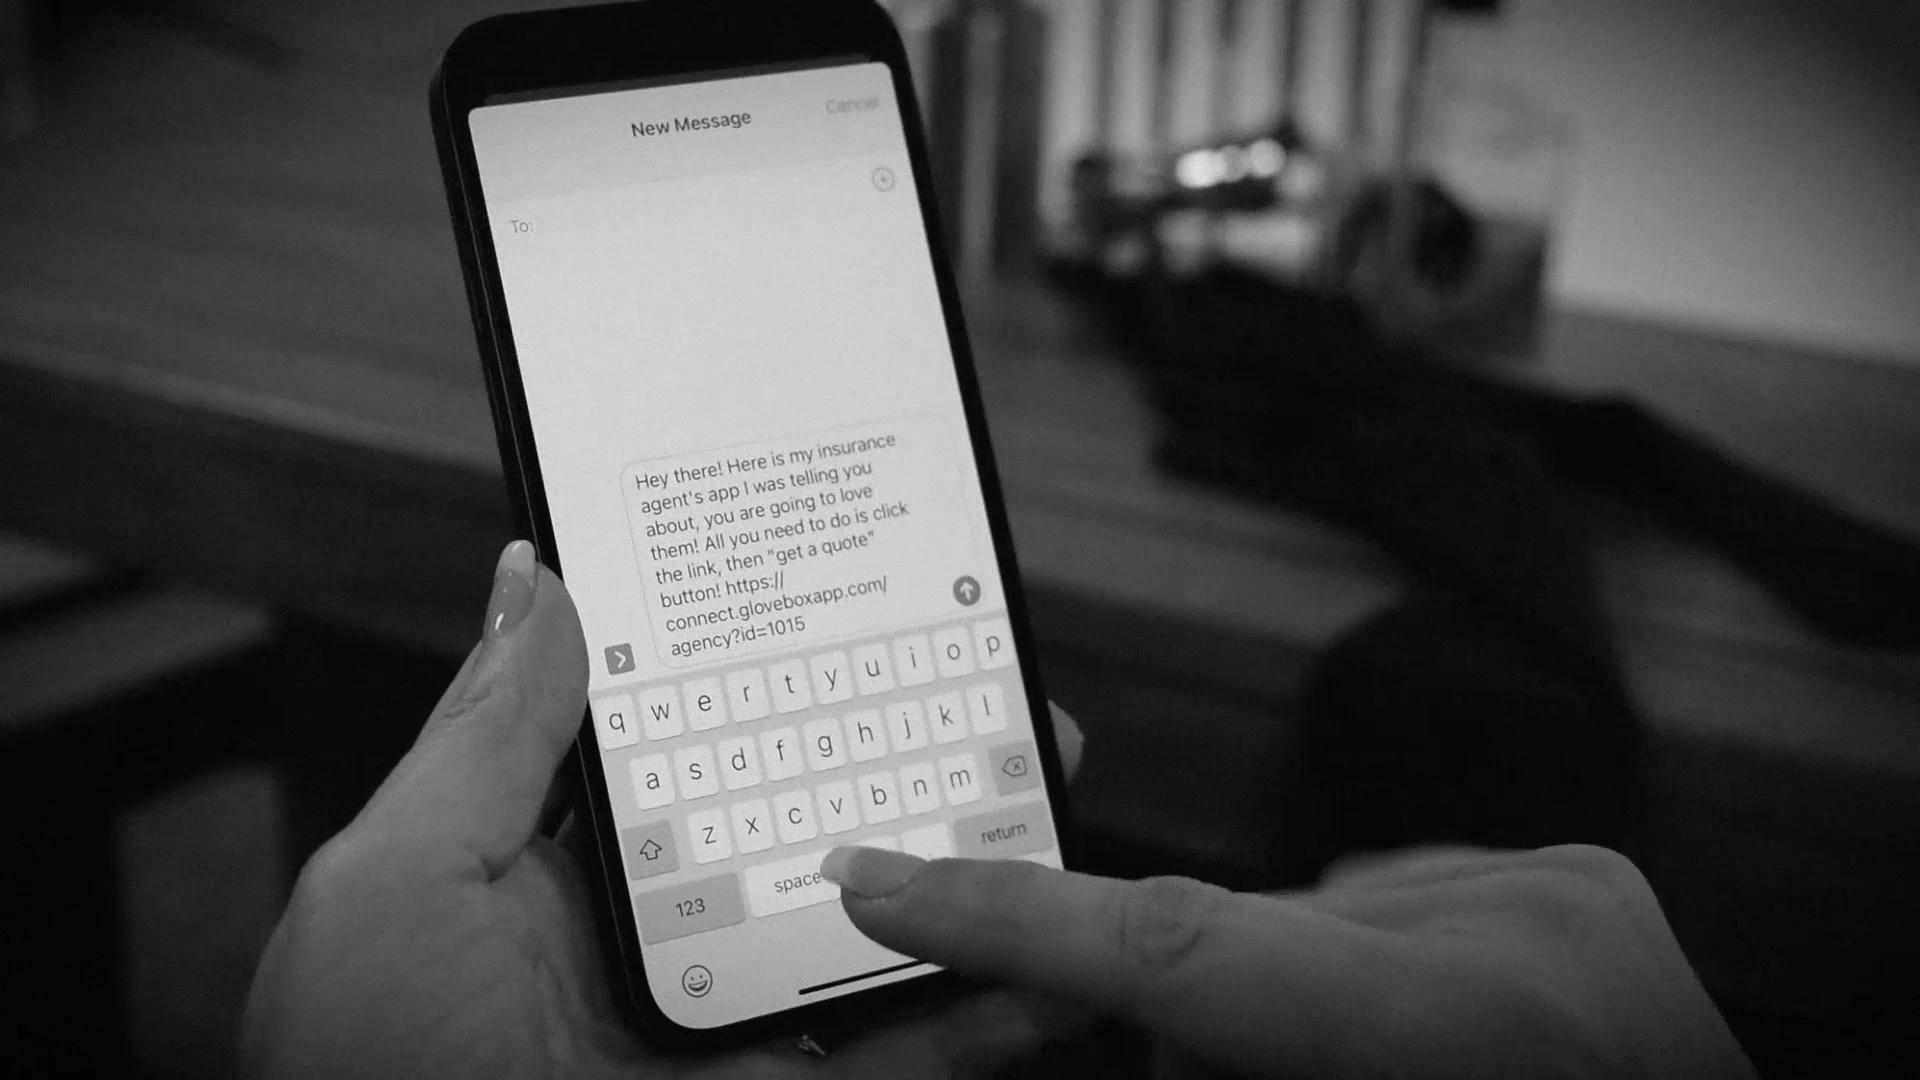 New Message
Cancel
To:
Hey there! Here is my insurance
agent's app I was telling you
about, you are going to love
them! All you need to do is click
the link, then "get a quote"
button! https://
connect.gloveboxapp.com/
agency?id=1015
q w e r t y u i o p
a s d f g h j k l
z x c v b n m
123 space return